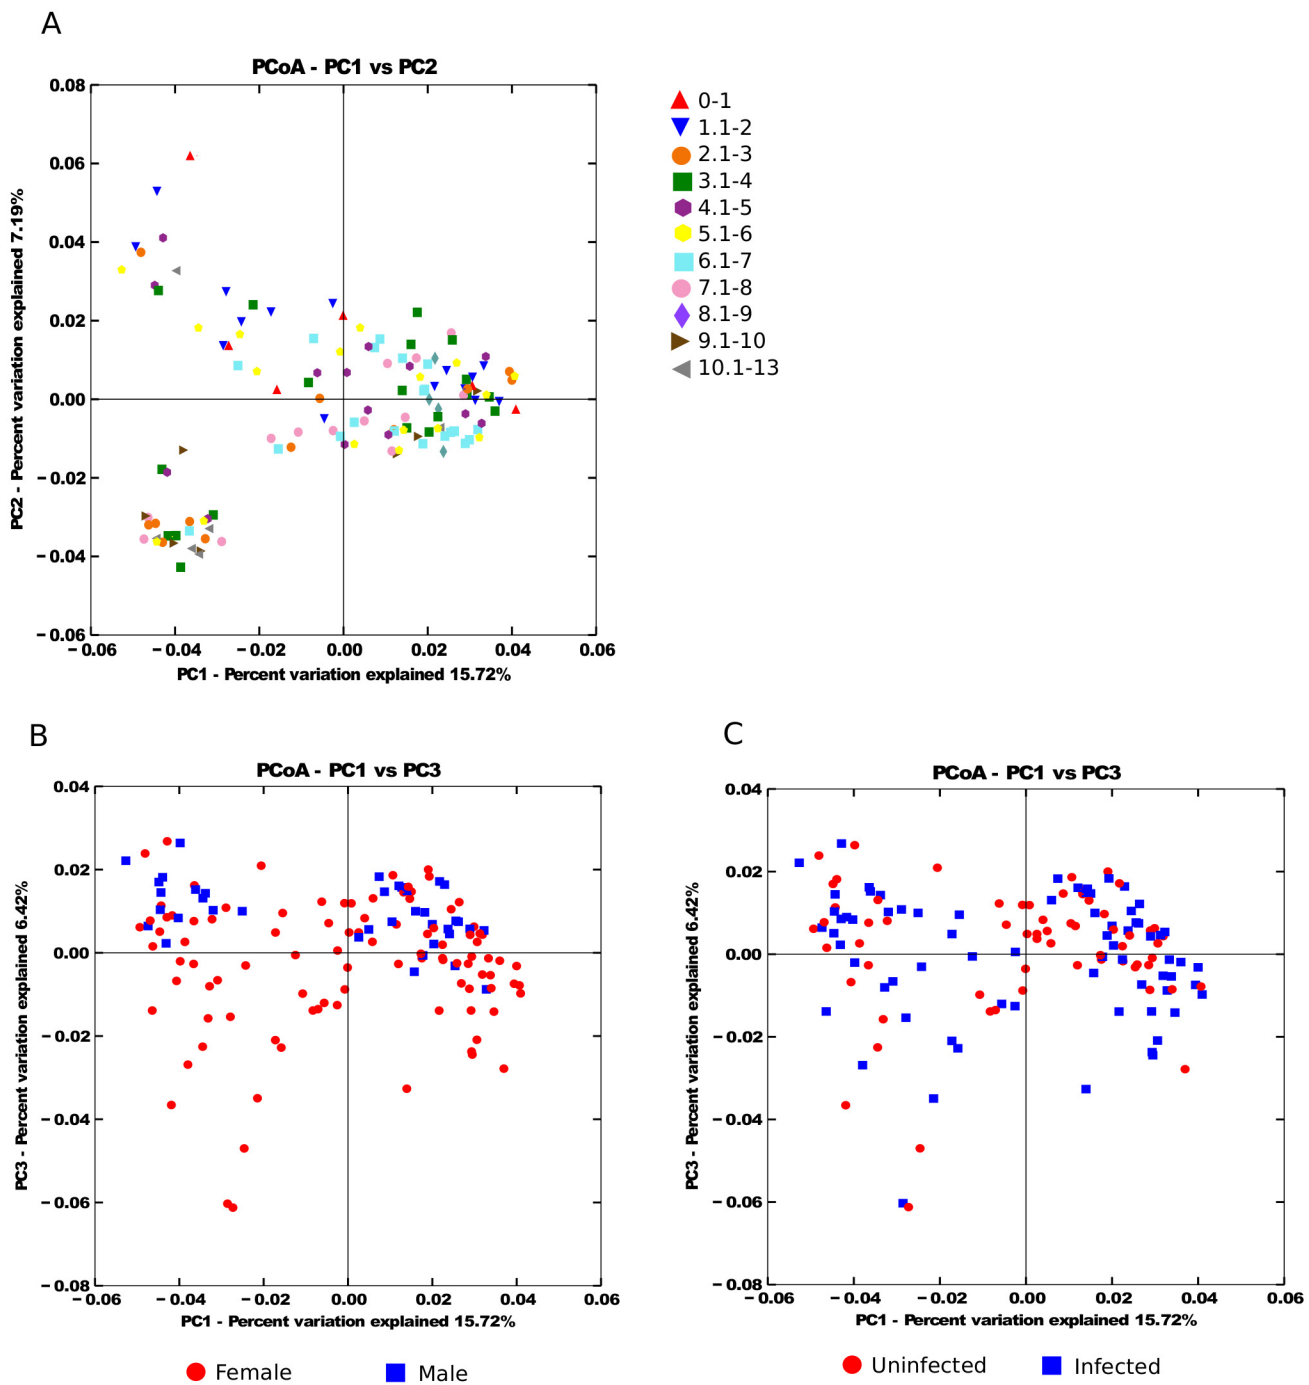 A
PCoA - PC1 vs PC2
0.08
0.06
0.04
0.02
0.00
−0.02
−0.04
−0.06
PC2 - Percent variation explained 7.19%
−0.06 −0.04 −0.02 0.00 0.02 0.04 0.06
PC1 - Percent variation explained 15.72%
0-1
1.1-2
2.1-3
3.1-4
4.1-5
5.1-6
6.1-7
7.1-8
8.1-9
9.1-10
10.1-13
B
PCoA - PC1 vs PC3
0.04
0.02
0.00
−0.02
−0.04
−0.06
−0.08
PC3 - Percent variation explained 6.42%
−0.06 −0.04 −0.02 0.00 0.02 0.04 0.06
PC1 - Percent variation explained 15.72%
Female Male
C
PCoA - PC1 vs PC3
0.04
0.02
0.00
−0.02
−0.04
−0.06
−0.08
PC3 - Percent variation explained 6.42%
−0.06 −0.04 −0.02 0.00 0.02 0.04 0.06
PC1 - Percent variation explained 15.72%
Uninfected Infected